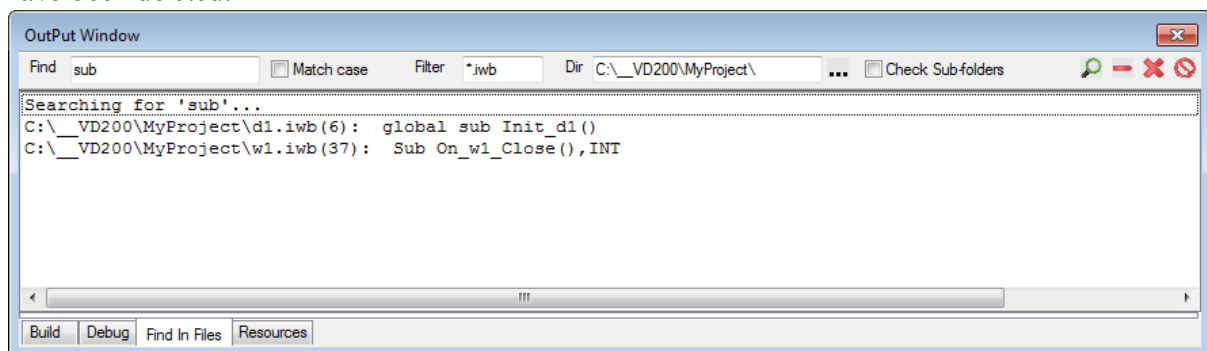 OutPut Window
Find sub Match case Filter *.iwb Dir C:\__VD200\MyProject\ ... Check Sub-folders
Searching for 'sub'...
C:\__VD200\MyProject\d1.iwb(6):  global sub Init_d1()
C:\__VD200\MyProject\w1.iwb(37):  Sub On_w1_Close(),INT
Build Debug Find In Files Resources